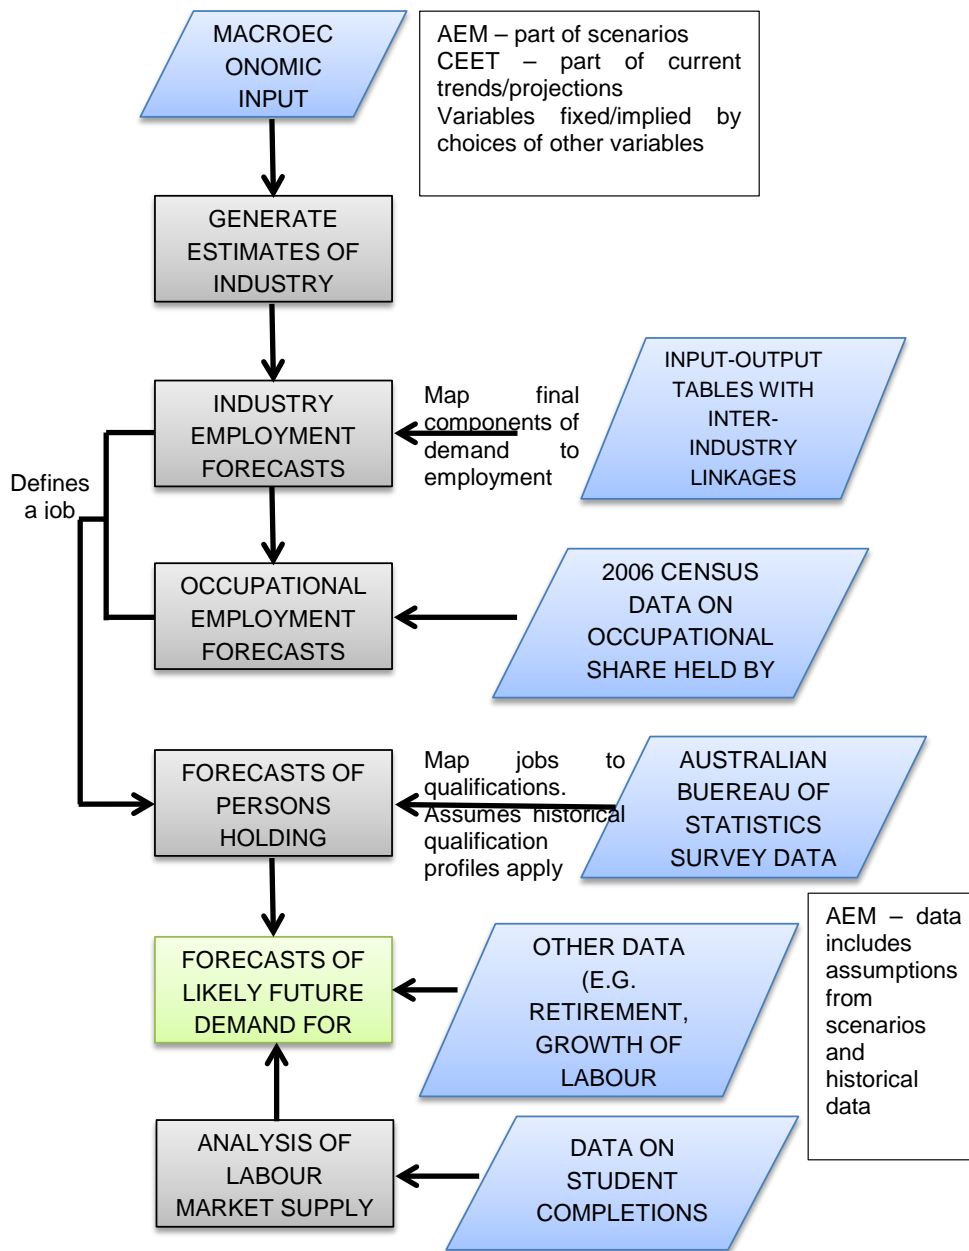 MACROEC
ONOMIC
INPUT
AEM – part of scenarios
CEET – part of current
trends/projections
Variables fixed/implied by
choices of other variables
GENERATE
ESTIMATES OF
INDUSTRY
INDUSTRY
EMPLOYMENT
FORECASTS
Map final
components of
demand to
employment
INPUT-OUTPUT
TABLES WITH
INTER-
INDUSTRY
LINKAGES
Defines
a job
OCCUPATIONAL
EMPLOYMENT
FORECASTS
2006 CENSUS
DATA ON
OCCUPATIONAL
SHARE HELD BY
FORECASTS OF
PERSONS
HOLDING
Map jobs to
qualifications.
Assumes historical
qualification
profiles apply
AUSTRALIAN
BUEREAU OF
STATISTICS
SURVEY DATA
FORECASTS OF
LIKELY FUTURE
DEMAND FOR
OTHER DATA
(E.G.
RETIREMENT,
GROWTH OF
LABOUR
AEM – data
includes
assumptions
from
scenarios
and
historical
data
ANALYSIS OF
LABOUR
MARKET SUPPLY
DATA ON
STUDENT
COMPLETIONS